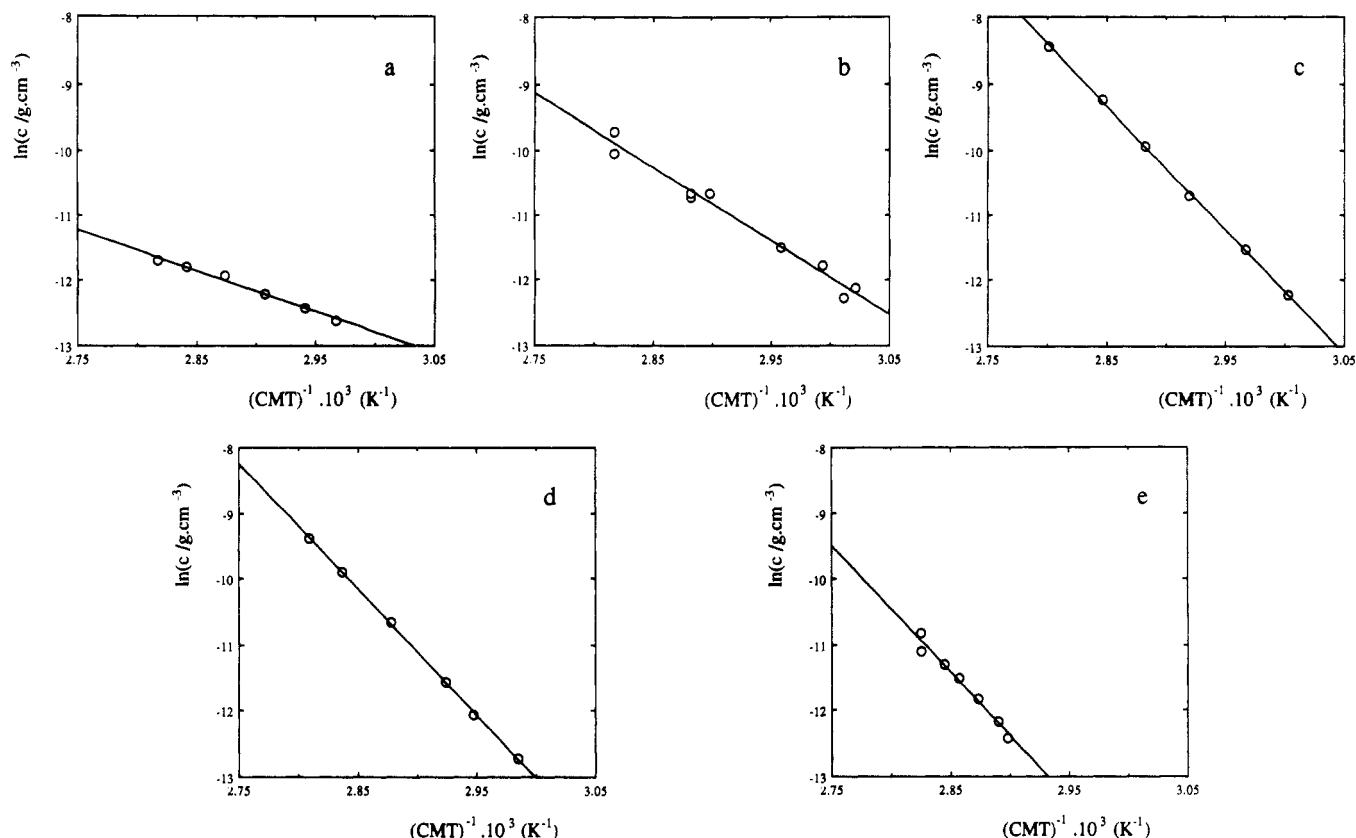 a
ln(c /g.cm⁻³)
-8
-9
-10
-11
-12
-13
2.75 2.85 2.95 3.05
(CMT)⁻¹ .10³ (K⁻¹)
b
ln(c /g.cm⁻³)
-8
-9
-10
-11
-12
-13
2.75 2.85 2.95 3.05
(CMT)⁻¹ .10³ (K⁻¹)
c
ln(c /g.cm⁻³)
-8
-9
-10
-11
-12
-13
2.75 2.85 2.95 3.05
(CMT)⁻¹ .10³ (K⁻¹)
d
ln(c /g.cm⁻³)
-8
-9
-10
-11
-12
-13
2.75 2.85 2.95 3.05
(CMT)⁻¹ .10³ (K⁻¹)
e
ln(c /g.cm⁻³)
-8
-9
-10
-11
-12
-13
2.75 2.85 2.95 3.05
(CMT)⁻¹ .10³ (K⁻¹)